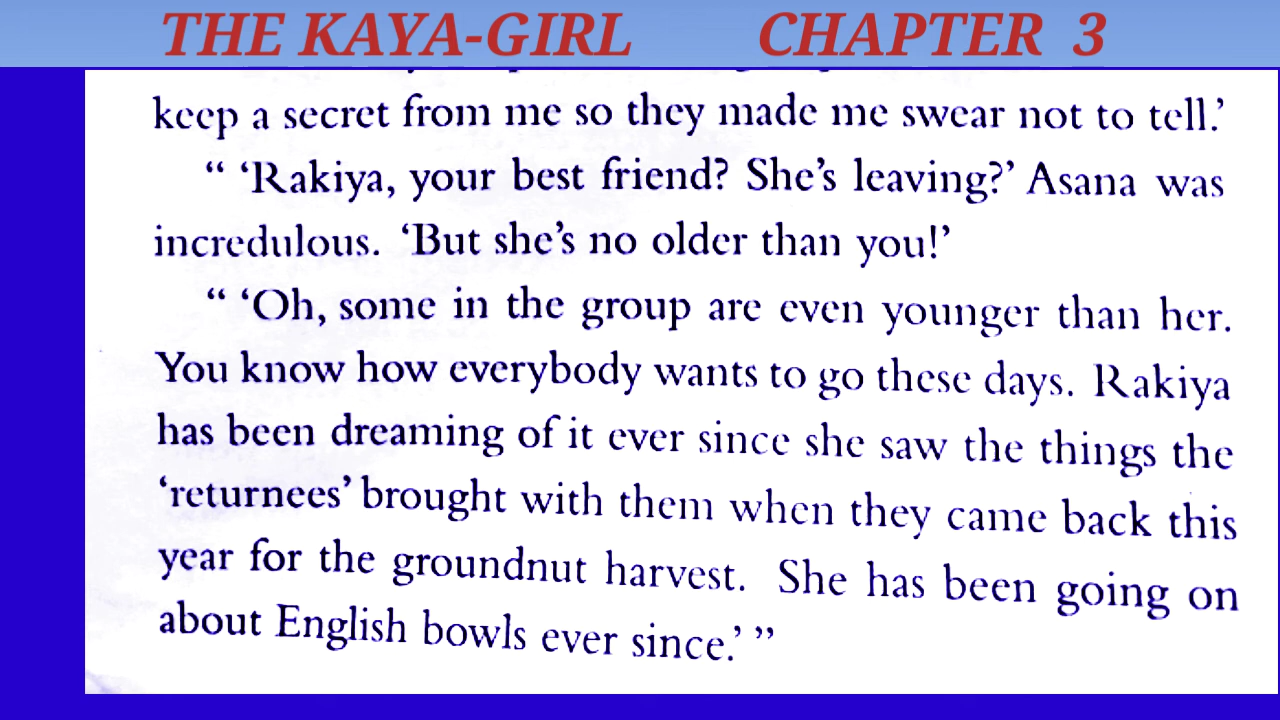 THE KAYA-GIRL CHAPTER 3
keep a secret from me so they made me swear not to tell.’
“ ‘Rakiya, your best friend? She’s leaving?’ Asana was
incredulous. ‘But she’s no older than you!’
“ ‘Oh, some in the group are even younger than her.
You know how everybody wants to go these days. Rakiya
has been dreaming of it ever since she saw the things the
‘returnees’ brought with them when they came back this
year for the groundnut harvest. She has been going on
about English bowls ever since.’ ”